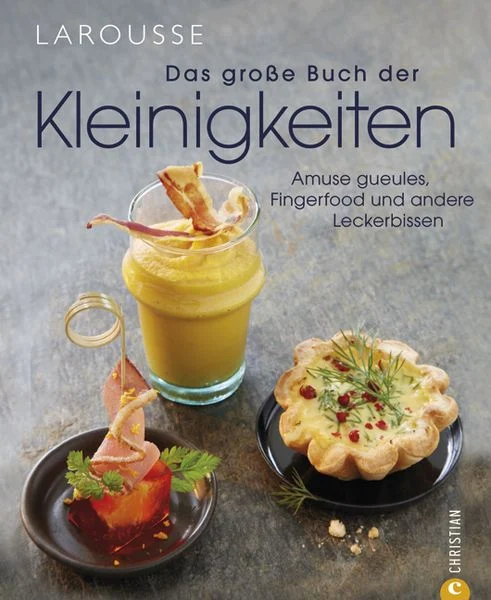 LAROUSSE
Das große Buch der
Kleinigkeiten
Amuse gueules,
Fingerfood und andere
Leckerbissen
CHRISTIAN
C